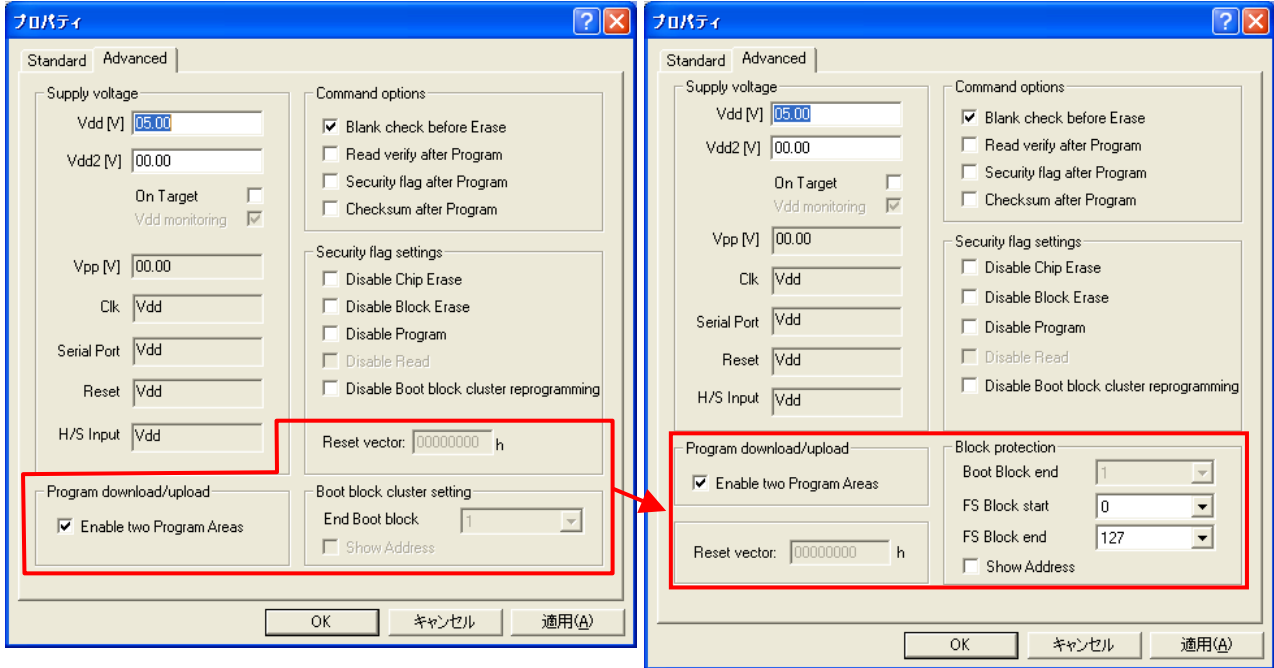 プロパティ
Standard Advanced
Supply voltage
Vdd [V] 05.00
Vdd2 [V] 00.00
On Target
Vdd monitoring
Vpp [V] 00.00
Clk Vdd
Serial Port Vdd
Reset Vdd
H/S Input Vdd
Command options
Blank check before Erase
Read verify after Program
Security flag after Program
Checksum after Program
Security flag settings
Disable Chip Erase
Disable Block Erase
Disable Program
Disable Read
Disable Boot block cluster reprogramming
Reset vector: 00000000 h
Program download/upload
Enable two Program Areas
Boot block cluster setting
End Boot block 1
Show Address
OK キャンセル 適用(A)
プロパティ
Standard Advanced
Supply voltage
Vdd [V] 05.00
Vdd2 [V] 00.00
On Target
Vdd monitoring
Vpp [V] 00.00
Clk Vdd
Serial Port Vdd
Reset Vdd
H/S Input Vdd
Command options
Blank check before Erase
Read verify after Program
Security flag after Program
Checksum after Program
Security flag settings
Disable Chip Erase
Disable Block Erase
Disable Program
Disable Read
Disable Boot block cluster reprogramming
Program download/upload
Enable two Program Areas
Reset vector: 00000000 h
Block protection
Boot Block end 1
FS Block start 0
FS Block end 127
Show Address
OK キャンセル 適用(A)